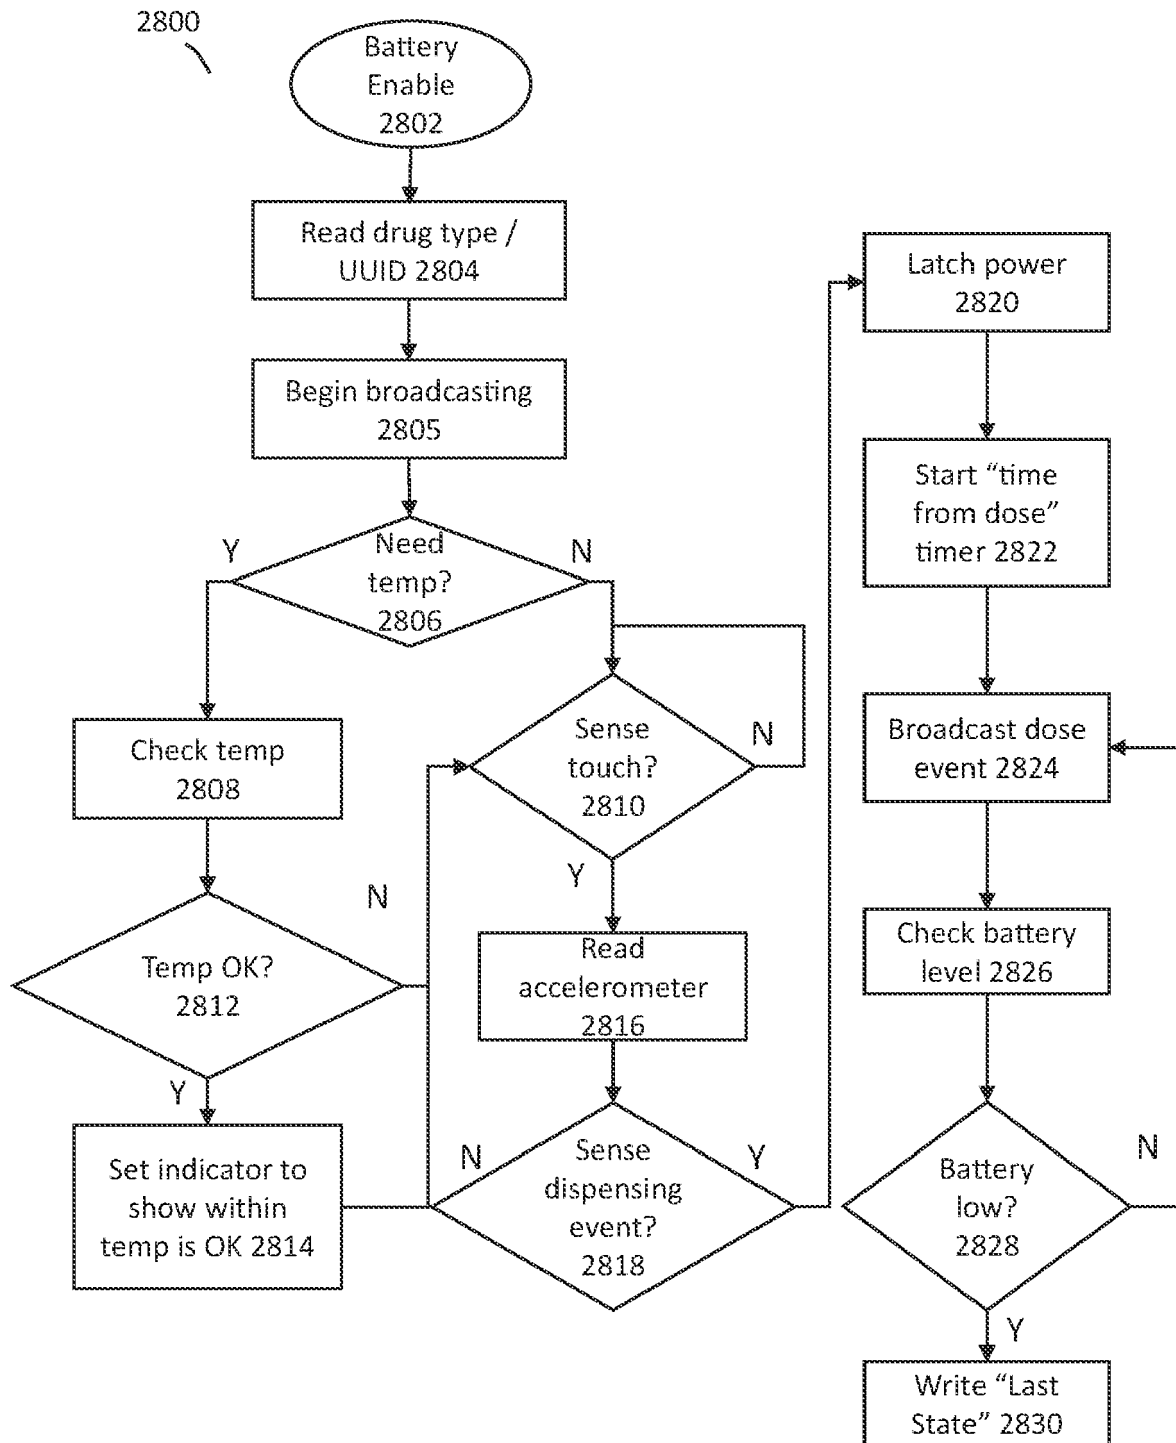 2800
Battery
Enable
2802
Read drug type /
UUID 2804
Begin broadcasting
2805
Need
temp?
2806
Y
N
Check temp
2808
Sense
touch?
2810
N
Y
Temp OK?
2812
N
Y
Read
accelerometer
2816
Set indicator to
show within
temp is OK 2814
Sense
dispensing
event?
2818
N
Y
Latch power
2820
Start “time
from dose”
timer 2822
Broadcast dose
event 2824
Check battery
level 2826
Battery
low?
2828
N
Y
Write “Last
State” 2830